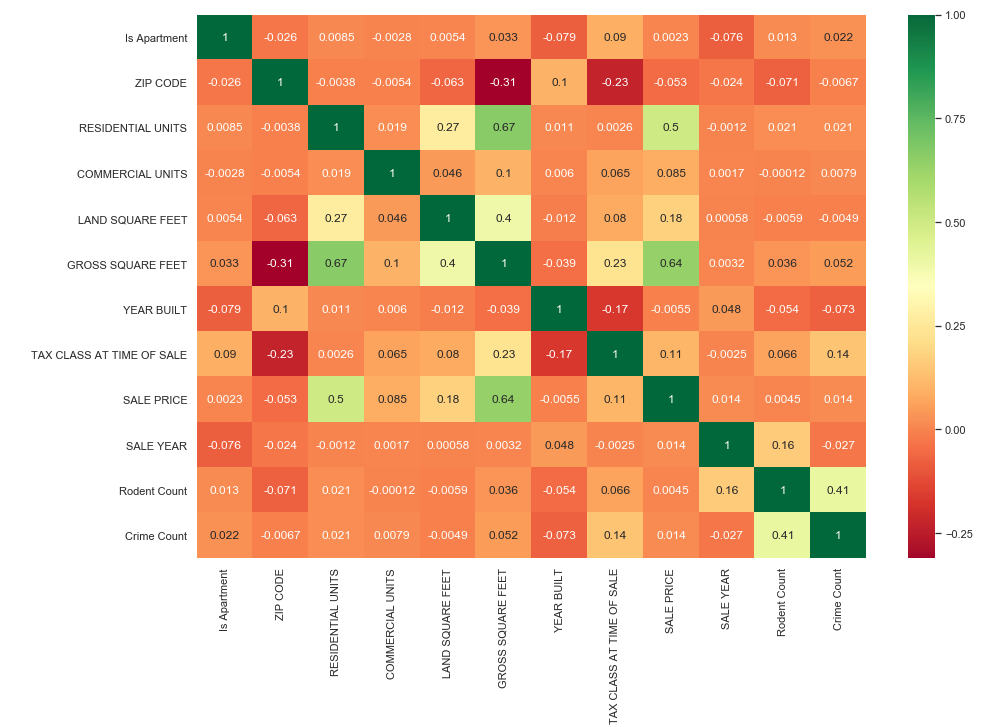 Is Apartment 1 -0.026 0.0085 -0.0028 0.0054 0.033 -0.079 0.09 0.0023 -0.076 0.013 0.022
ZIP CODE -0.026 1 -0.0038 -0.0054 -0.063 -0.31 0.1 -0.23 -0.053 -0.024 -0.071 -0.0067
RESIDENTIAL UNITS 0.0085 -0.0038 1 0.019 0.27 0.67 0.011 0.0026 0.5 -0.0012 0.021 0.021
COMMERCIAL UNITS -0.0028 -0.0054 0.019 1 0.046 0.1 0.006 0.065 0.085 0.0017 -0.00012 0.0079
LAND SQUARE FEET 0.0054 -0.063 0.27 0.046 1 0.4 -0.012 0.08 0.18 0.00058 -0.0059 -0.0049
GROSS SQUARE FEET 0.033 -0.31 0.67 0.1 0.4 1 -0.039 0.23 0.64 0.0032 0.036 0.052
YEAR BUILT -0.079 0.1 0.011 0.006 -0.012 -0.039 1 -0.17 -0.0055 0.048 -0.054 -0.073
TAX CLASS AT TIME OF SALE 0.09 -0.23 0.0026 0.065 0.08 0.23 -0.17 1 0.11 -0.0025 0.066 0.14
SALE PRICE 0.0023 -0.053 0.5 0.085 0.18 0.64 -0.0055 0.11 1 0.014 0.0045 0.014
SALE YEAR -0.076 -0.024 -0.0012 0.0017 0.00058 0.0032 0.048 -0.0025 0.014 1 0.16 -0.027
Rodent Count 0.013 -0.071 0.021 -0.00012 -0.0059 0.036 -0.054 0.066 0.0045 0.16 1 0.41
Crime Count 0.022 -0.0067 0.021 0.0079 -0.0049 0.052 -0.073 0.14 0.014 -0.027 0.41 1
Is Apartment
ZIP CODE
RESIDENTIAL UNITS
COMMERCIAL UNITS
LAND SQUARE FEET
GROSS SQUARE FEET
YEAR BUILT
TAX CLASS AT TIME OF SALE
SALE PRICE
SALE YEAR
Rodent Count
Crime Count
1.00
0.75
0.50
0.25
0.00
-0.25